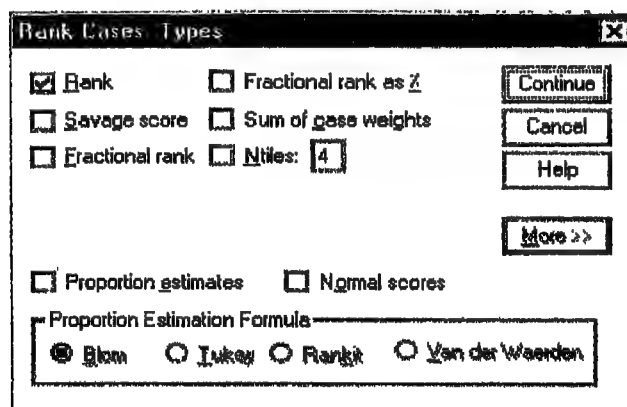 Rank Cases: Types
Rank
Fractional rank as %
Continue
Savage score
Sum of case weights
Cancel
Fractional rank
Ntiles: 4
Help
More >>
Proportion estimates
Normal scores
Proportion Estimation Formula
Blom
Tukey
Rankit
Van der Waerden